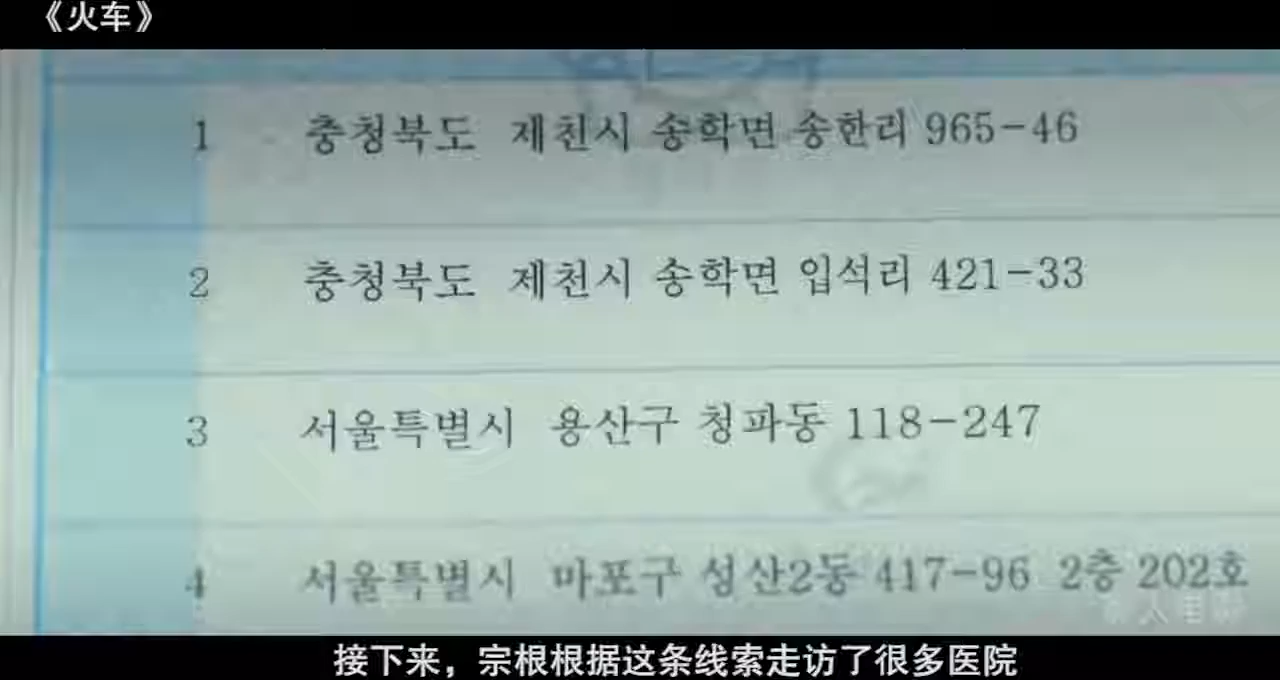 《火车》
1 충청북도 제천시 송학면 송한리 965-46
2 충청북도 제천시 송학면 입석리 421-33
3 서울특별시 용산구 청파동 118-247
4 서울특별시 마포구 성산2동 417-96 2층 202호
接下来，宗根根据这条线索走访了很多医院